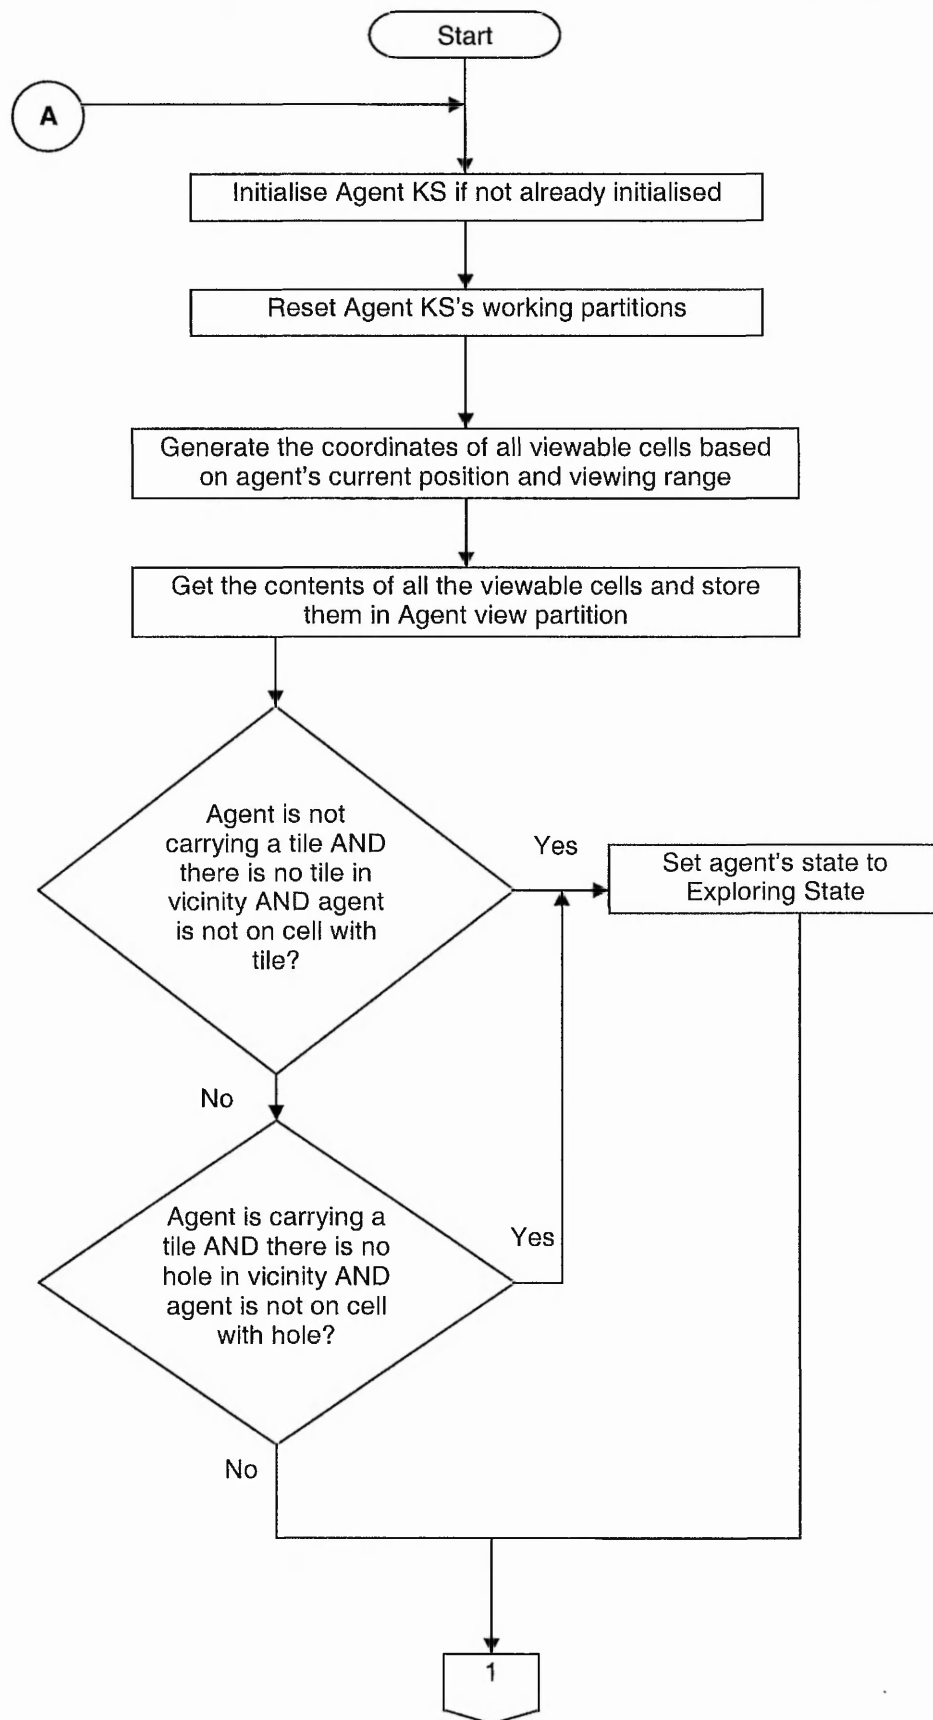 Start
A
Initialise Agent KS if not already initialised
Reset Agent KS's working partitions
Generate the coordinates of all viewable cells based
on agent's current position and viewing range
Get the contents of all the viewable cells and store
them in Agent view partition
Agent is not
carrying a tile AND
there is no tile in
vicinity AND agent
is not on cell with
tile?
Yes
Set agent's state to
Exploring State
No
Agent is carrying a
tile AND there is no
hole in vicinity AND
agent is not on cell
with hole?
Yes
No
1